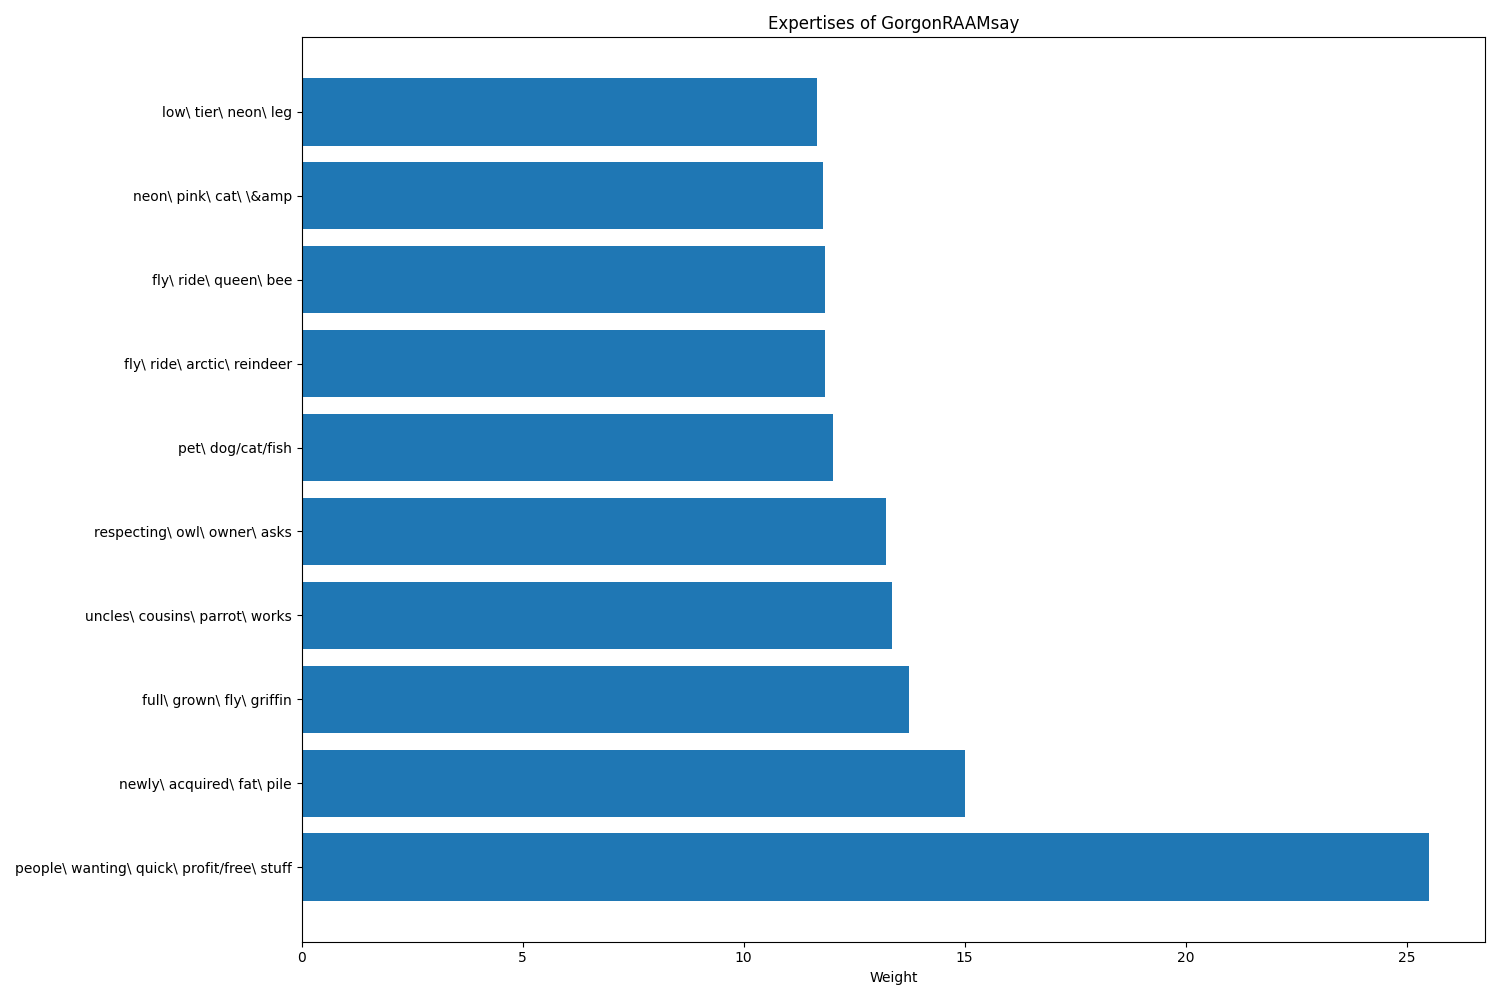 Expertises of GorgonRAAMsay
low\ tier\ neon\ leg
neon\ pink\ cat\ \&amp
fly\ ride\ queen\ bee
fly\ ride\ arctic\ reindeer
pet\ dog/cat/fish
respecting\ owl\ owner\ asks
uncles\ cousins\ parrot\ works
full\ grown\ fly\ griffin
newly\ acquired\ fat\ pile
people\ wanting\ quick\ profit/free\ stuff
0 5 10 15 20 25
Weight